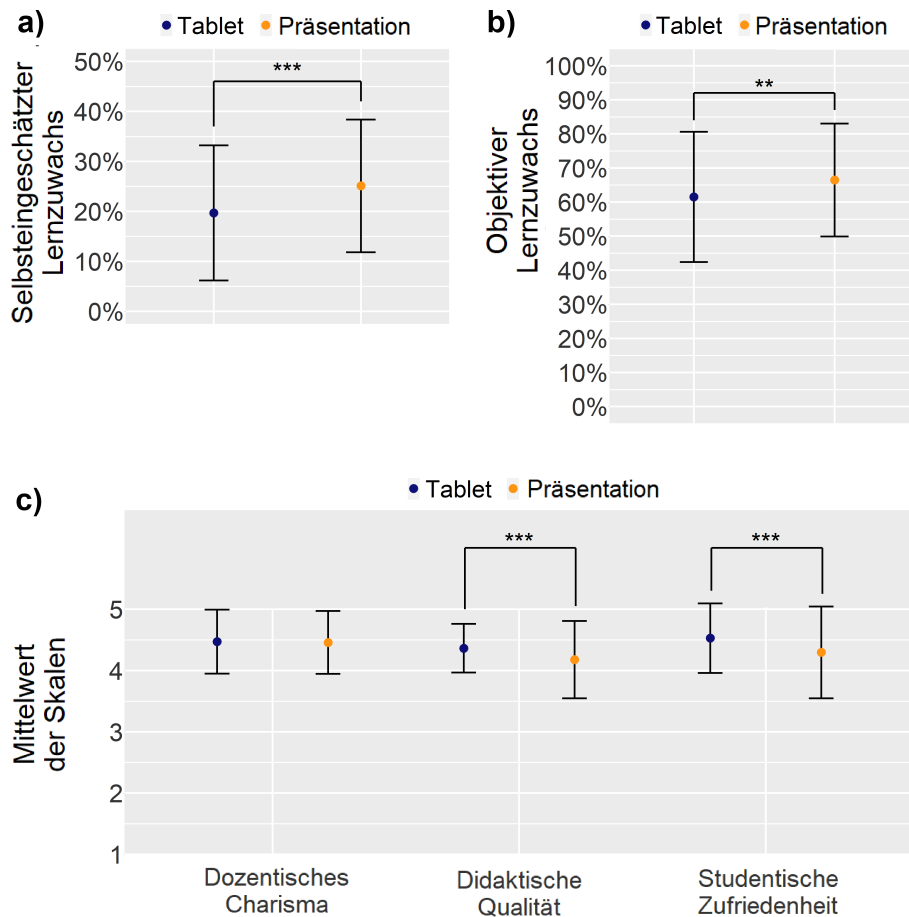 a)
Tablet Präsentation
Selbsteingeschätzter
Lernzuwachs
50%
40%
30%
20%
10%
0%
***
b)
Tablet Präsentation
Objektiver
Lernzuwachs
100%
90%
80%
70%
60%
50%
40%
30%
20%
10%
0%
**
c)
Tablet Präsentation
Mittelwert
der Skalen
5
4
3
2
1
***
***
Dozentisches
Charisma
Didaktische
Qualität
Studentische
Zufriedenheit